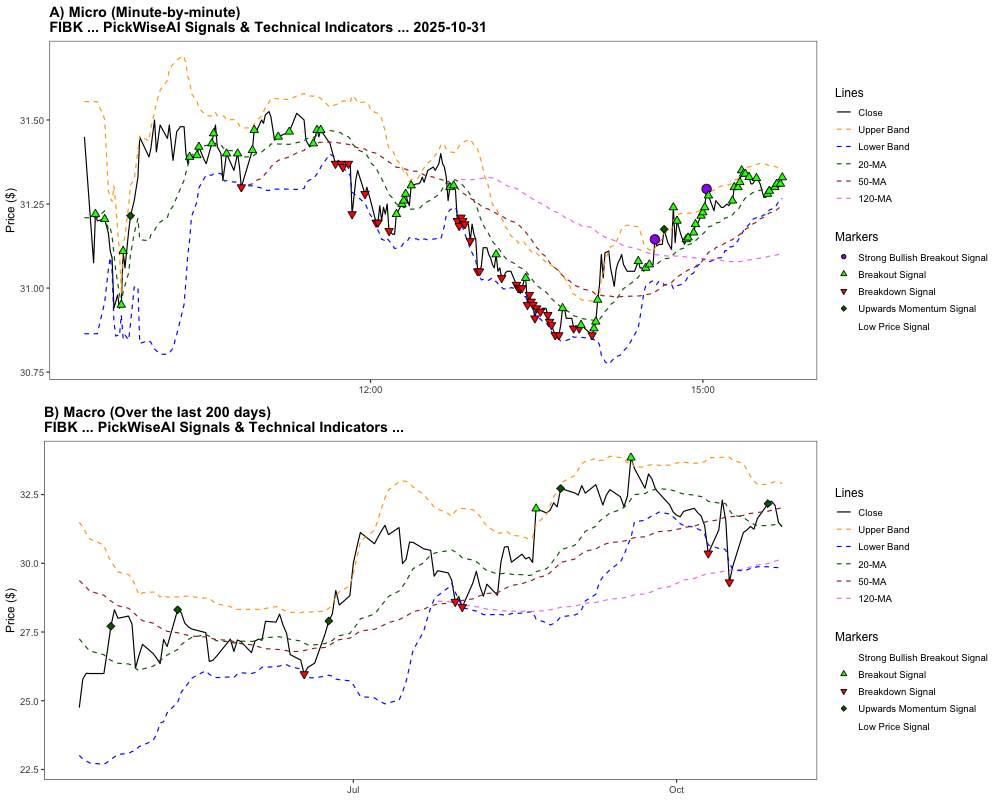 A) Micro (Minute-by-minute)
FIBK ... PickWiseAI Signals & Technical Indicators ... 2025-10-31
Price ($)
31.50
31.25
31.00
30.75
12:00
15:00
Lines
Close
Upper Band
Lower Band
20-MA
50-MA
120-MA
Markers
Strong Bullish Breakout Signal
Breakout Signal
Breakdown Signal
Upwards Momentum Signal
Low Price Signal
B) Macro (Over the last 200 days)
FIBK ... PickWiseAI Signals & Technical Indicators ...
Price ($)
32.5
30.0
27.5
25.0
22.5
Jul
Oct
Lines
Close
Upper Band
Lower Band
20-MA
50-MA
120-MA
Markers
Strong Bullish Breakout Signal
Breakout Signal
Breakdown Signal
Upwards Momentum Signal
Low Price Signal